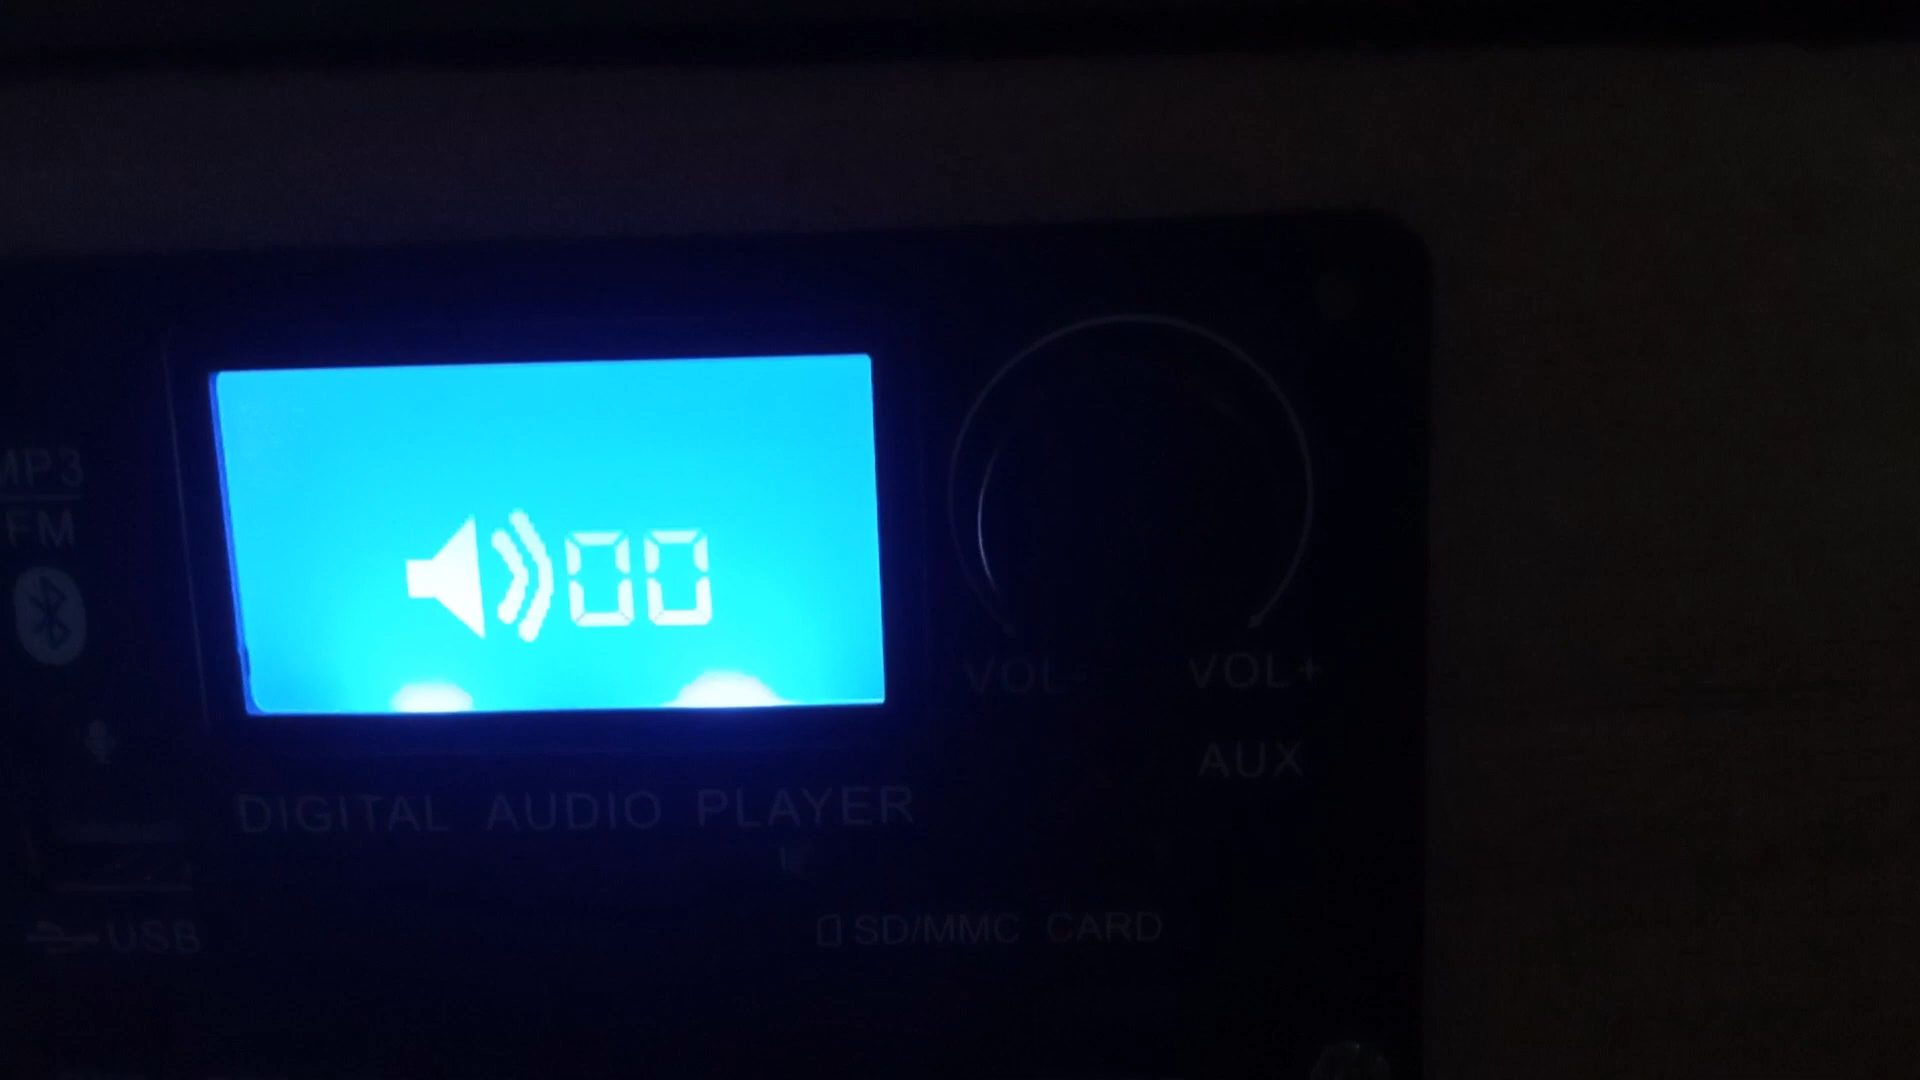 MP3
FM
00
VOL-
VOL+
AUX
DIGITAL AUDIO PLAYER
USB
SD/MMC CARD